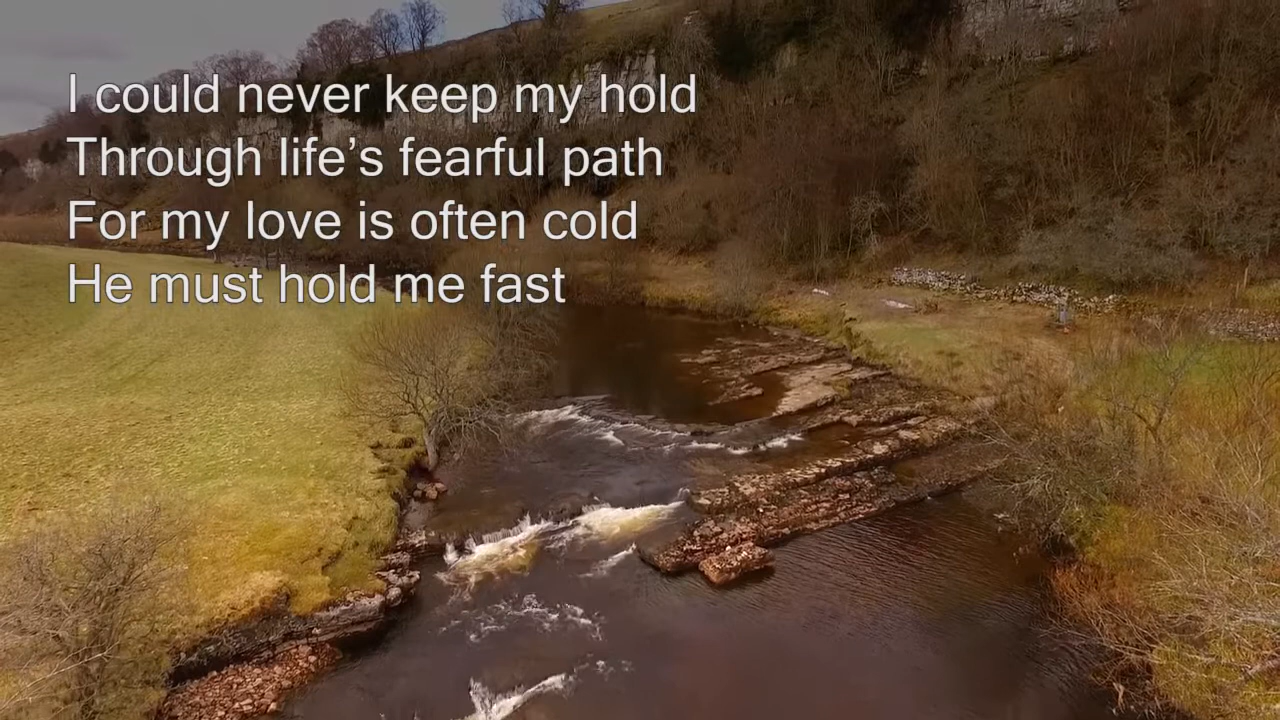 I could never keep my hold
Through life’s fearful path
For my love is often cold
He must hold me fast